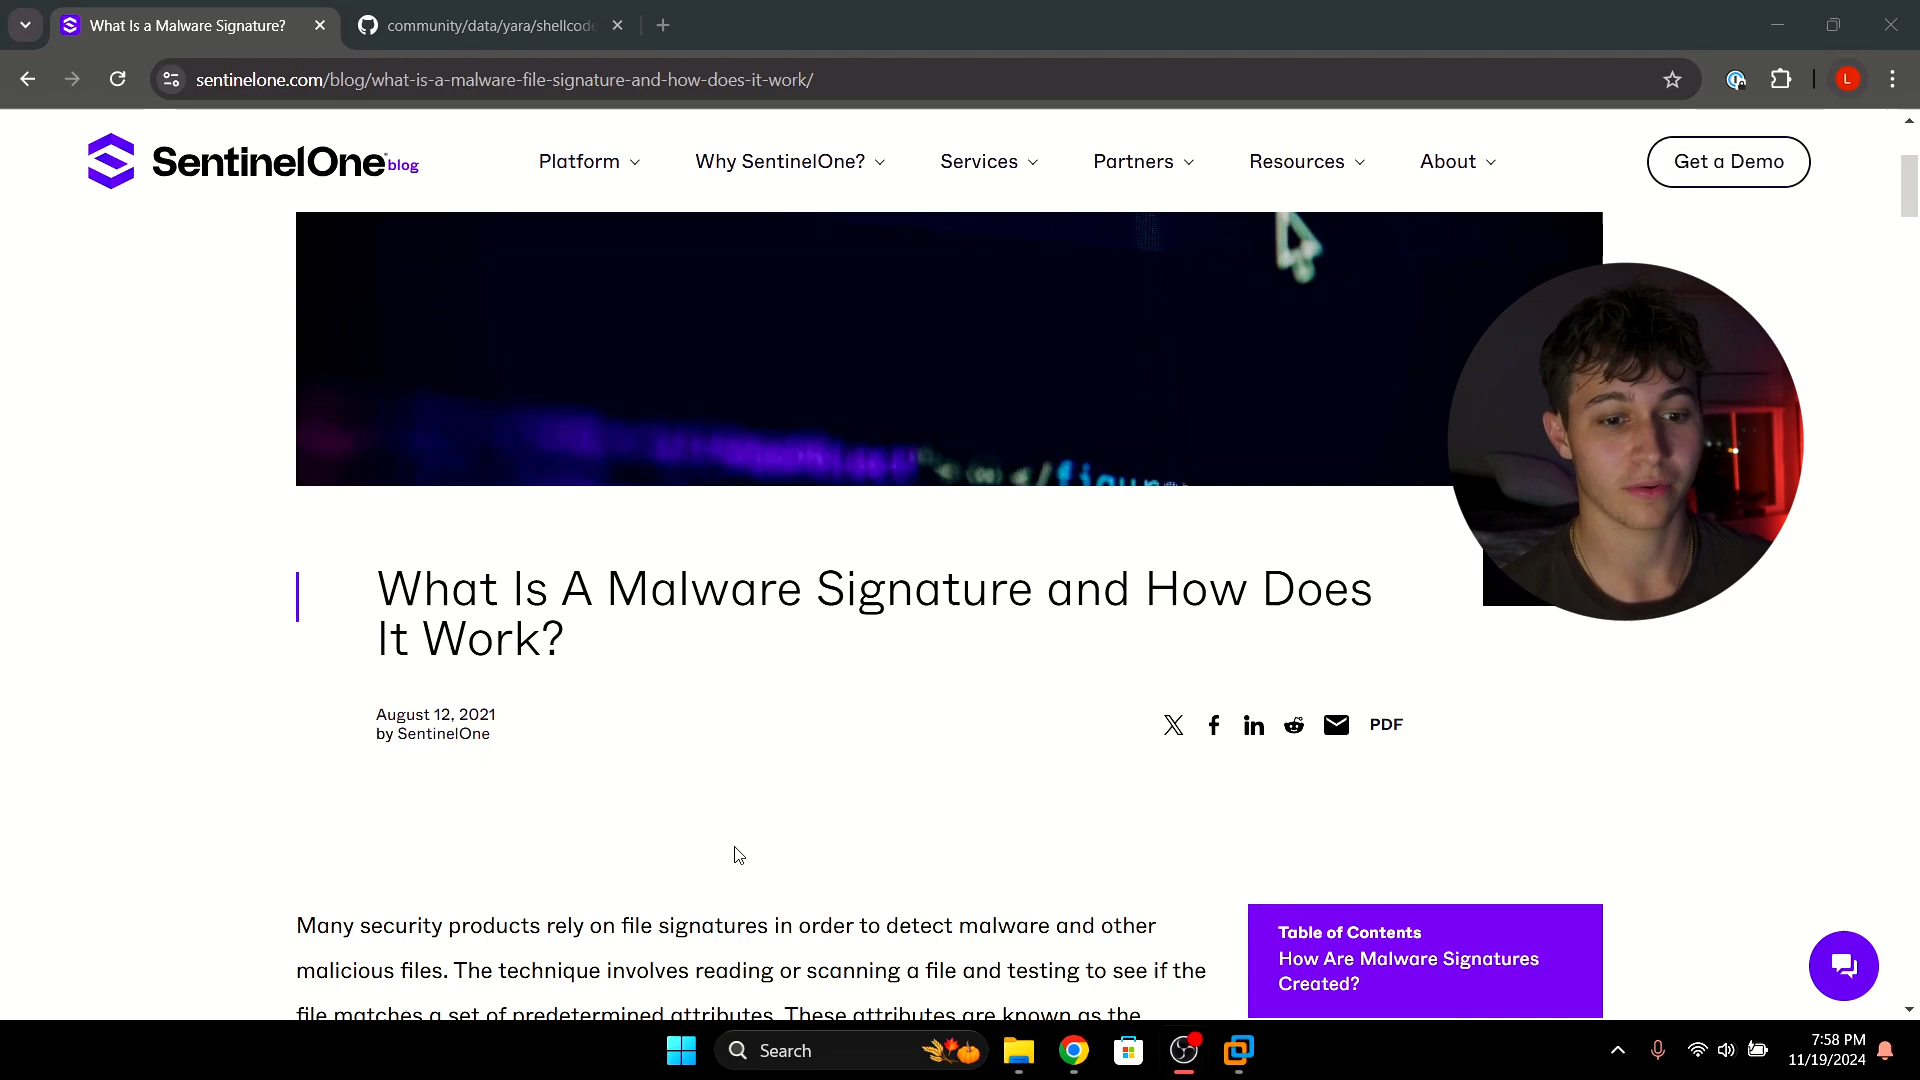 What Is a Malware Signature?
community/data/yara/shellcode
sentinelone.com/blog/what-is-a-malware-file-signature-and-how-does-it-work/
L
SentinelOne blog
Platform
Why SentinelOne?
Services
Partners
Resources
About
Get a Demo
What Is A Malware Signature and How Does
It Work?
August 12, 2021
by SentinelOne
PDF
Many security products rely on file signatures in order to detect malware and other
malicious files. The technique involves reading or scanning a file and testing to see if the
file matches a set of predetermined attributes. These attributes are known as the
Table of Contents
How Are Malware Signatures
Created?
Search
7:58 PM
11/19/2024